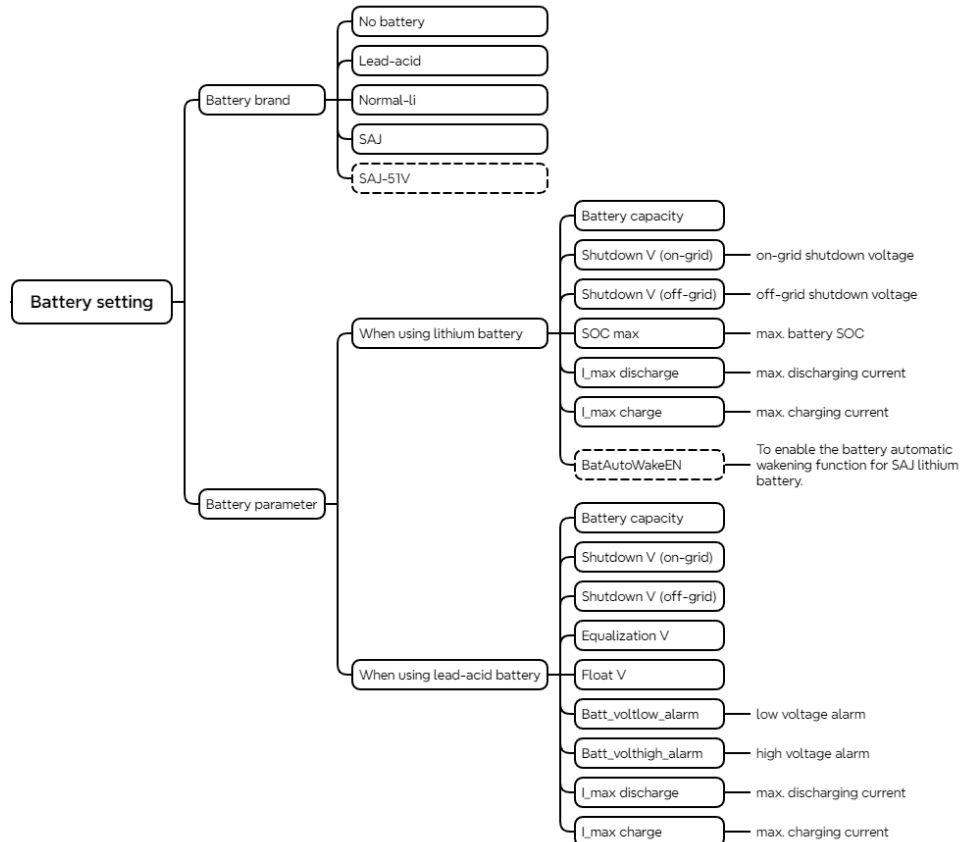 No battery
Lead-acid
Battery brand
Normal-li
SAJ
SAJ-51V
Battery setting
Battery capacity
Shutdown V (on-grid)
on-grid shutdown voltage
Shutdown V (off-grid)
off-grid shutdown voltage
When using lithium battery
SOC max
max. battery SOC
I_max discharge
max. discharging current
I_max charge
max. charging current
BatAutoWakeEN
To enable the battery automatic
wakening function for SAJ lithium
battery.
Battery parameter
Battery capacity
Shutdown V (on-grid)
Shutdown V (off-grid)
Equalization V
When using lead-acid battery
Float V
Batt_voltlow_alarm
low voltage alarm
Batt_volthigh_alarm
high voltage alarm
I_max discharge
max. discharging current
I_max charge
max. charging current